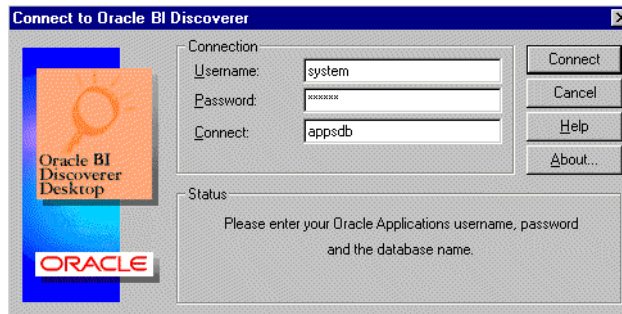 Connect to Oracle BI Discoverer
Connection
Username:
system
Password:
xxxxxx
Connect:
appsdb
Connect
Cancel
Help
About...
Oracle BI
Discoverer
Desktop
ORACLE
Status
Please enter your Oracle Applications username, password
and the database name.